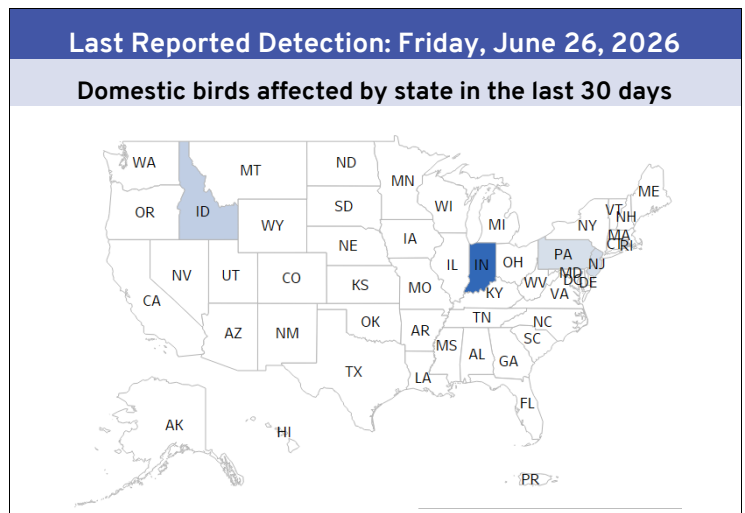 Last Reported Detection: Friday, June 26, 2026
Domestic birds affected by state in the last 30 days
WA
MT
ND
MN
ME
OR
ID
WY
SD
WI
MI
NY
VT
NH
MA
CT
RI
NV
UT
CO
NE
IA
IL
IN
OH
PA
NJ
CA
KS
MO
KY
WV
MD
DC
DE
VA
AZ
NM
OK
AR
TN
NC
SC
TX
LA
MS
AL
GA
FL
AK
HI
PR